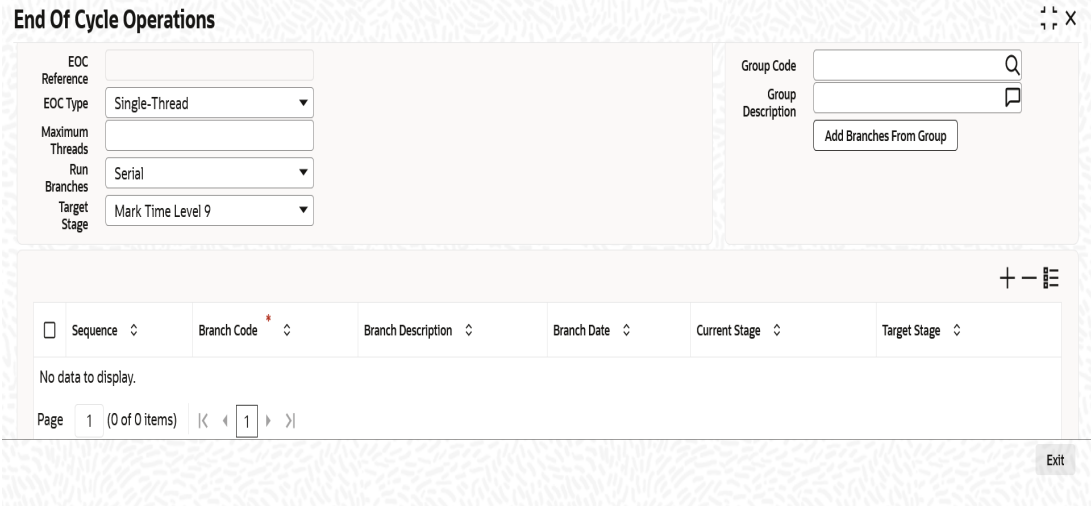 End Of Cycle Operations
EOC
Reference
EOC Type
Single-Thread
Maximum
Threads
Run
Branches
Serial
Target
Stage
Mark Time Level 9
Group Code
Group
Description
Add Branches From Group
Sequence
Branch Code *
Branch Description
Branch Date
Current Stage
Target Stage
No data to display.
Page 1 (0 of 0 items) 1
Exit